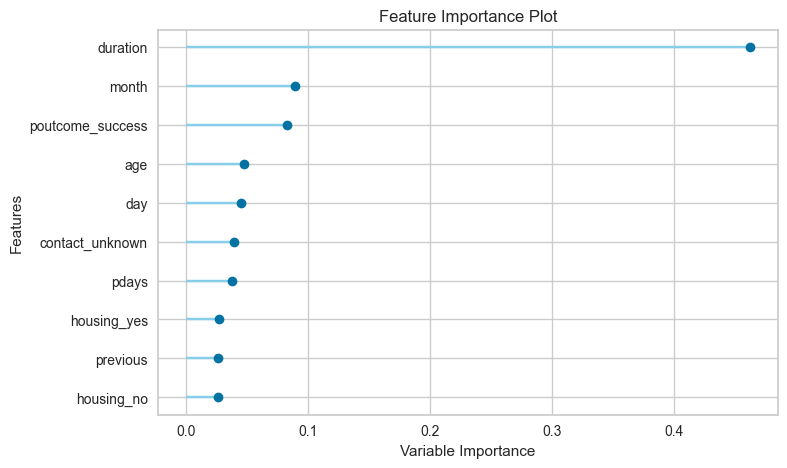 Feature Importance Plot
duration
month
poutcome_success
age
day
contact_unknown
pdays
housing_yes
previous
housing_no
Features
0.0
0.1
0.2
0.3
0.4
Variable Importance